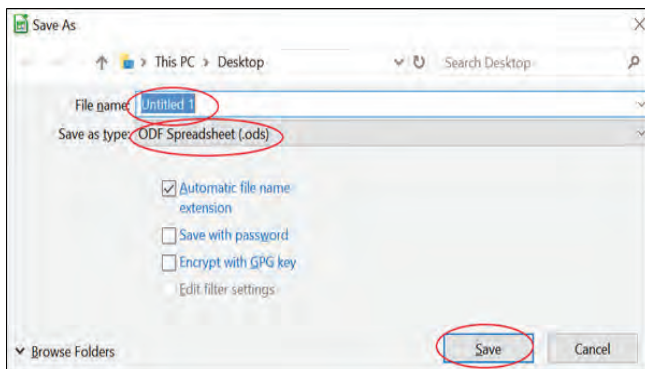 Save As
This PC > Desktop
Search Desktop
File name: Untitled 1
Save as type: ODF Spreadsheet (.ods)
Automatic file name
extension
Save with password
Encrypt with GPG key
Edit filter settings
Browse Folders
Save
Cancel